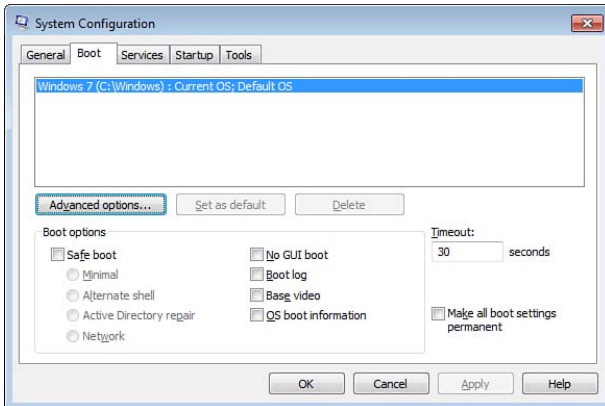 System Configuration
General Boot Services Startup Tools
Windows 7 (C:\Windows) : Current OS; Default OS
Advanced options... Set as default Delete
Boot options
Timeout:
Safe boot No GUI boot 30 seconds
Minimal Boot log
Alternate shell Base video
Active Directory repair OS boot information Make all boot settings
permanent
Network
OK Cancel Apply Help